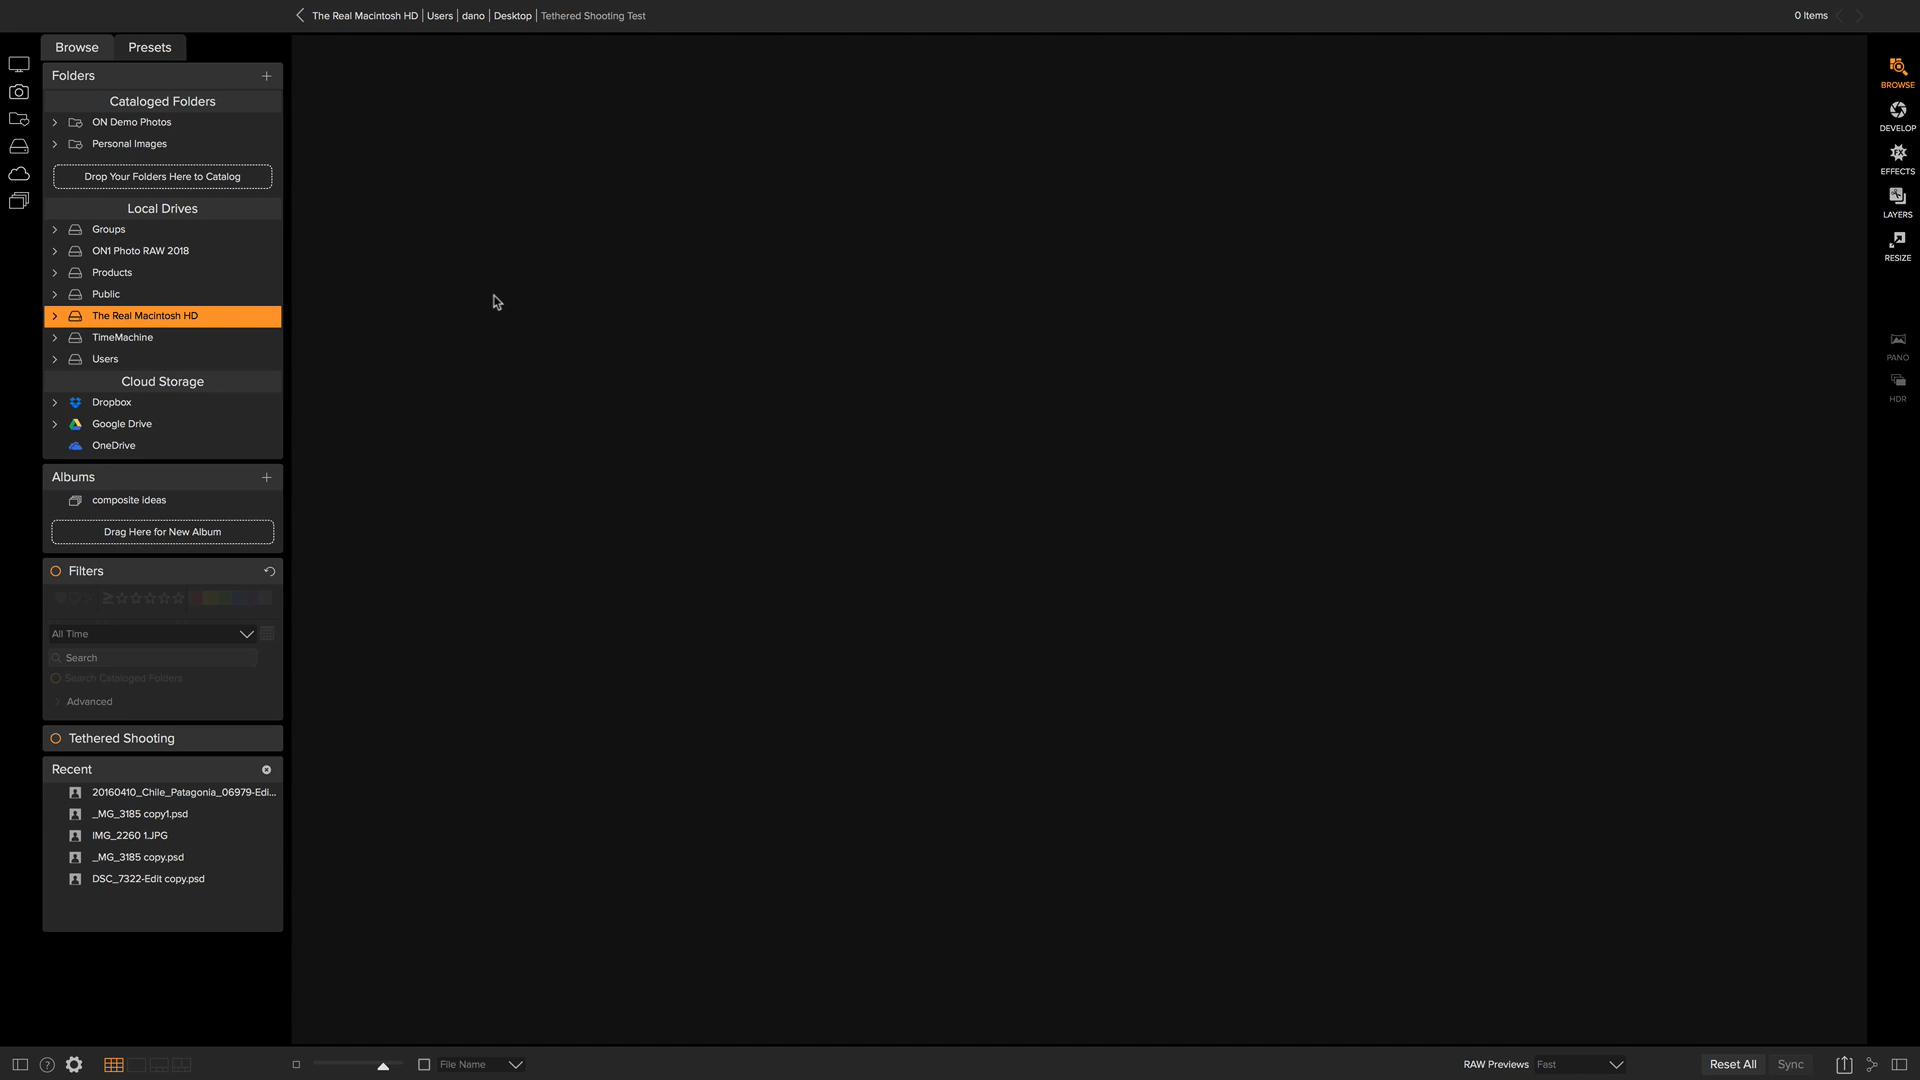 The Real Macintosh HD | Users | dano | Desktop | Tethered Shooting Test
0 Items
Browse
Presets
Folders
Cataloged Folders
ON Demo Photos
Personal Images
Drop Your Folders Here to Catalog
Local Drives
Groups
ON1 Photo RAW 2018
Products
Public
The Real Macintosh HD
TimeMachine
Users
Cloud Storage
Dropbox
Google Drive
OneDrive
Albums
composite ideas
Drag Here for New Album
Filters
All Time
Search
Search Cataloged Folders
Advanced
Tethered Shooting
Recent
20160410_Chile_Patagonia_06979-Edi...
_MG_3185 copy1.psd
IMG_2260 1.JPG
_MG_3185 copy.psd
DSC_7322-Edit copy.psd
BROWSE
DEVELOP
FX
EFFECTS
LAYERS
RESIZE
PANO
HDR
File Name
RAW Previews Fast
Reset All
Sync